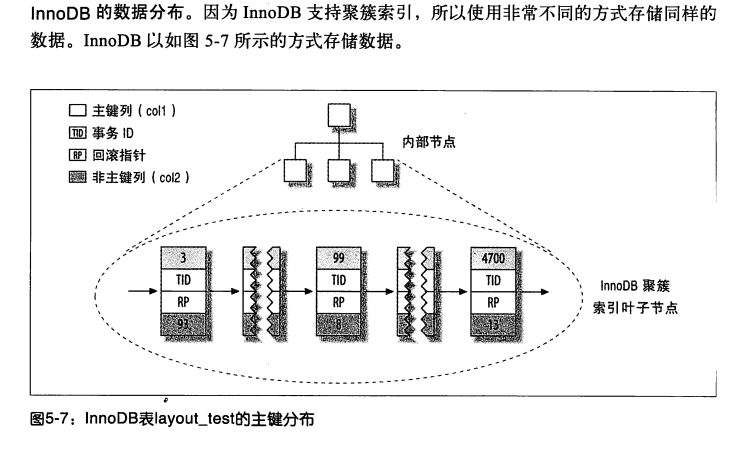 InnoDB 的数据分布。因为 InnoDB 支持聚簇索引，所以使用非常不同的方式存储同样的
数据。InnoDB 以如图 5-7 所示的方式存储数据。
主键列（col1）
TID 事务 ID
RP 回滚指针
非主键列（col2）
内部节点
3 99 4700
TID TID TID
RP RP RP
93 8 13
InnoDB 聚簇
索引叶子节点
图5-7：InnoDB表layout_test的主键分布